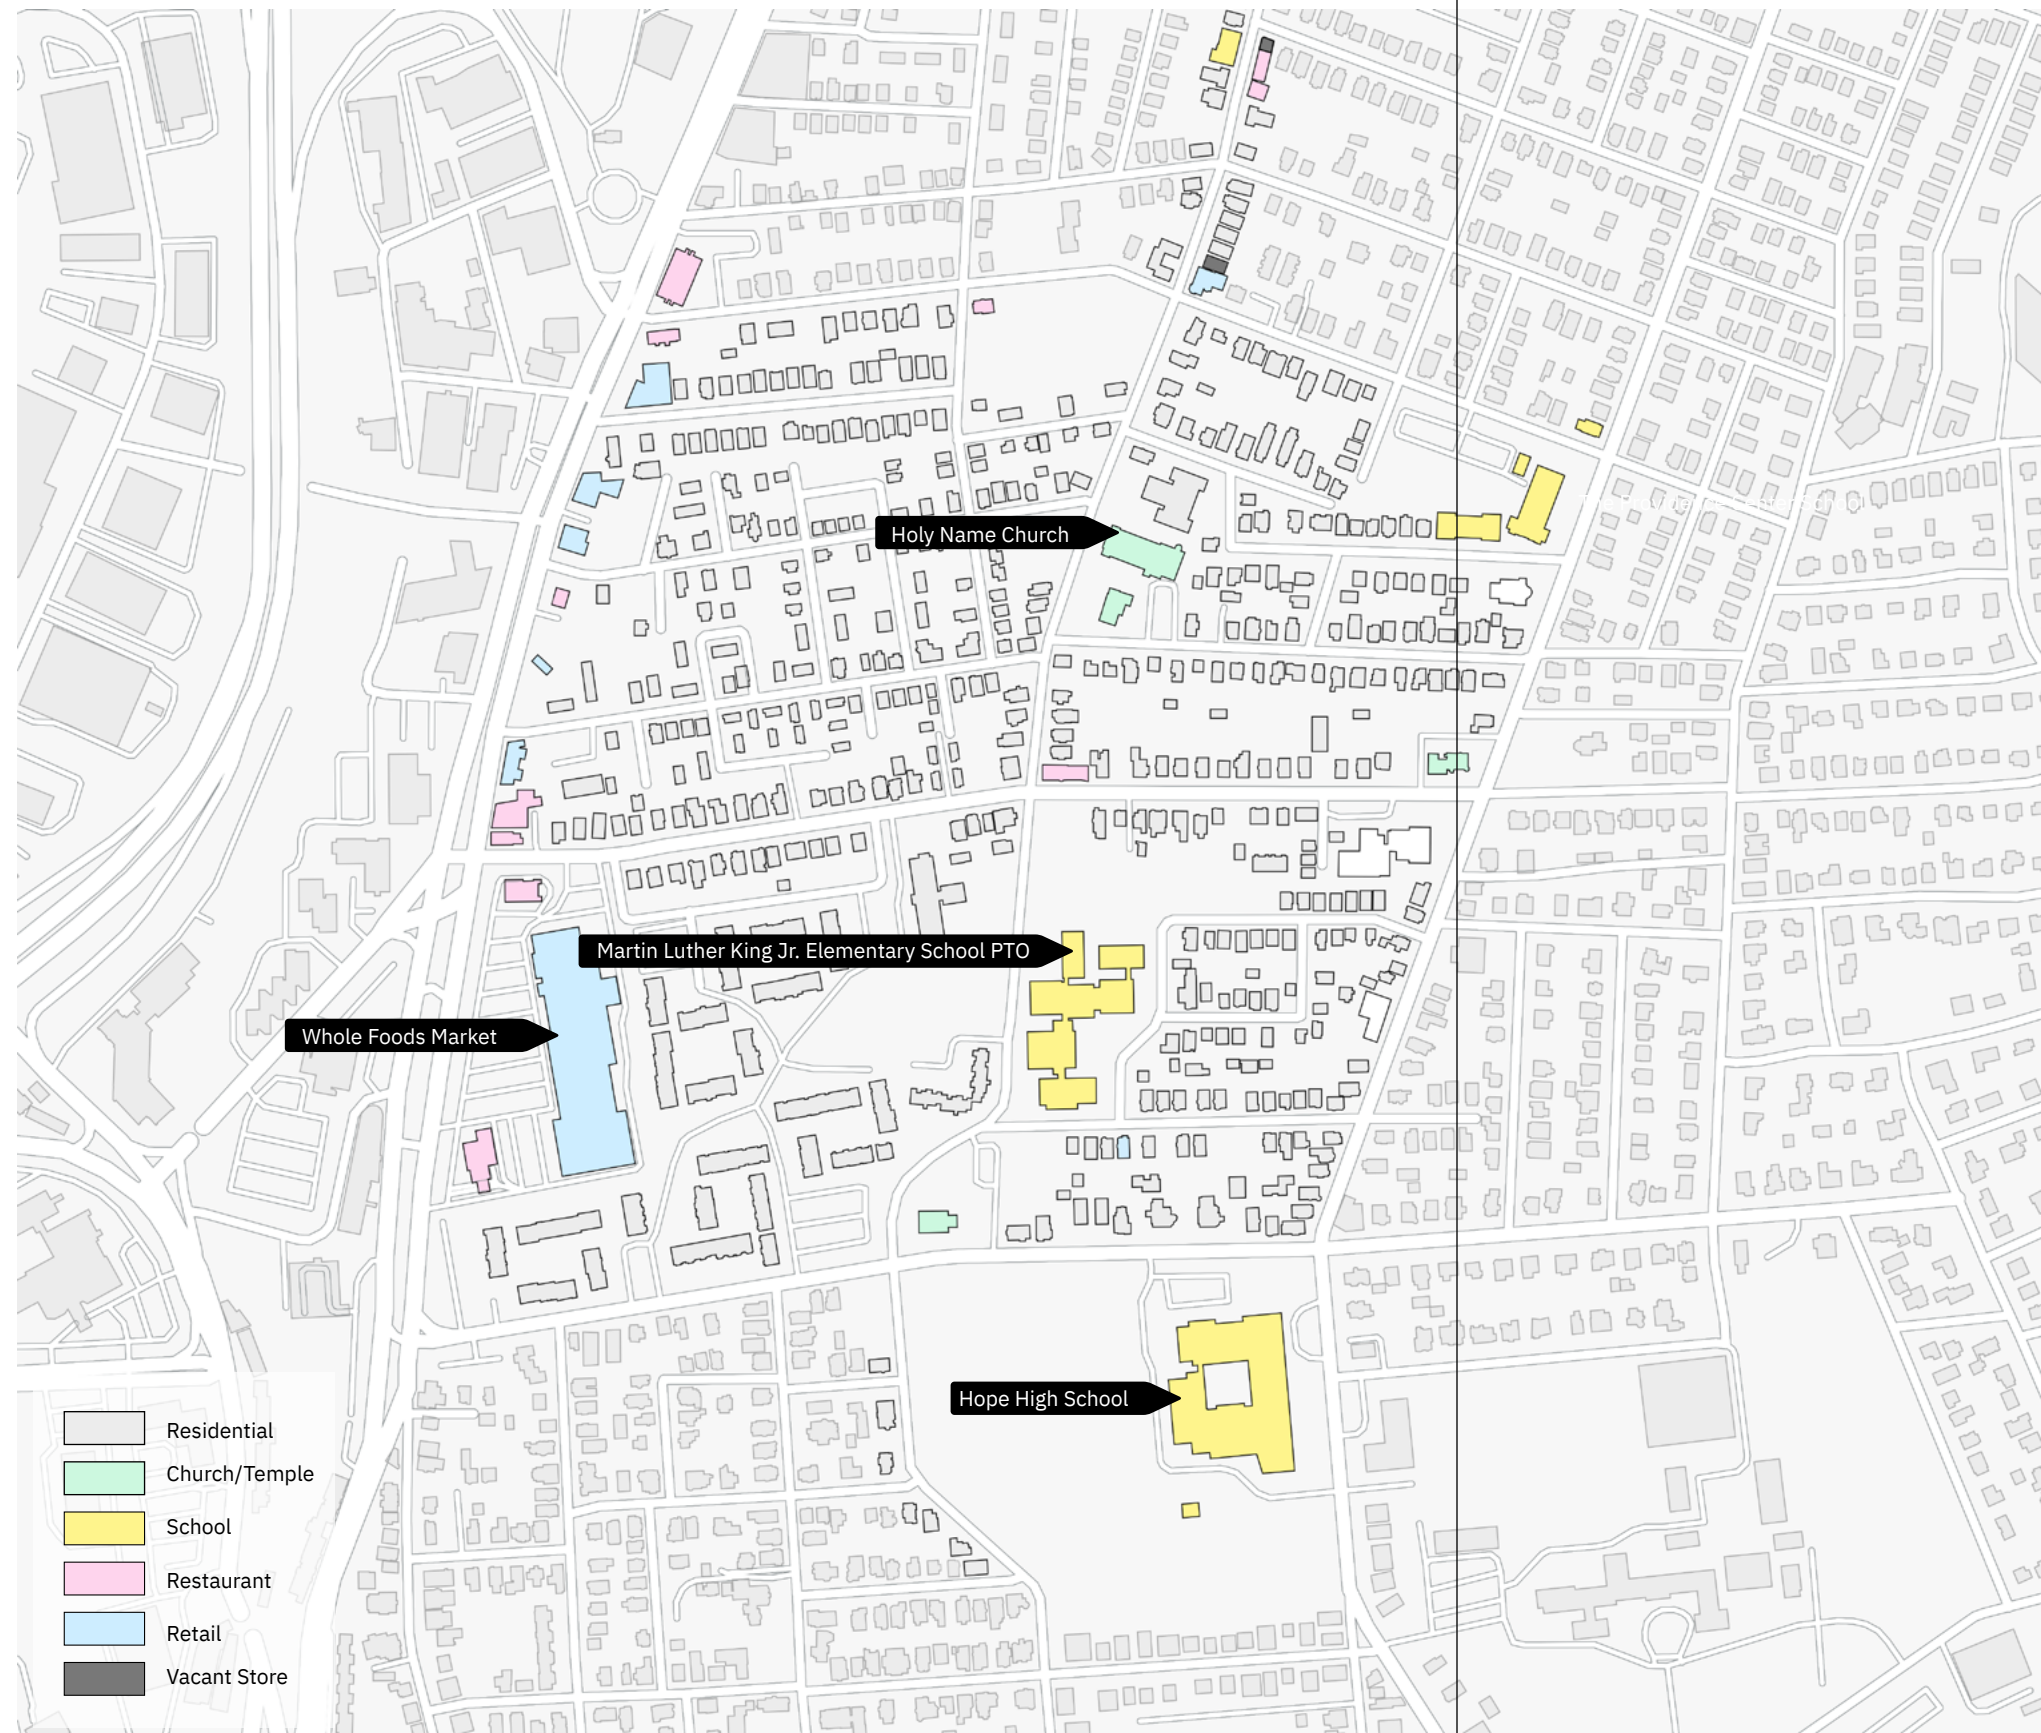 Holy Name Church
Martin Luther King Jr. Elementary School PTO
Whole Foods Market
Hope High School
Residential
Church/Temple
School
Restaurant
Retail
Vacant Store